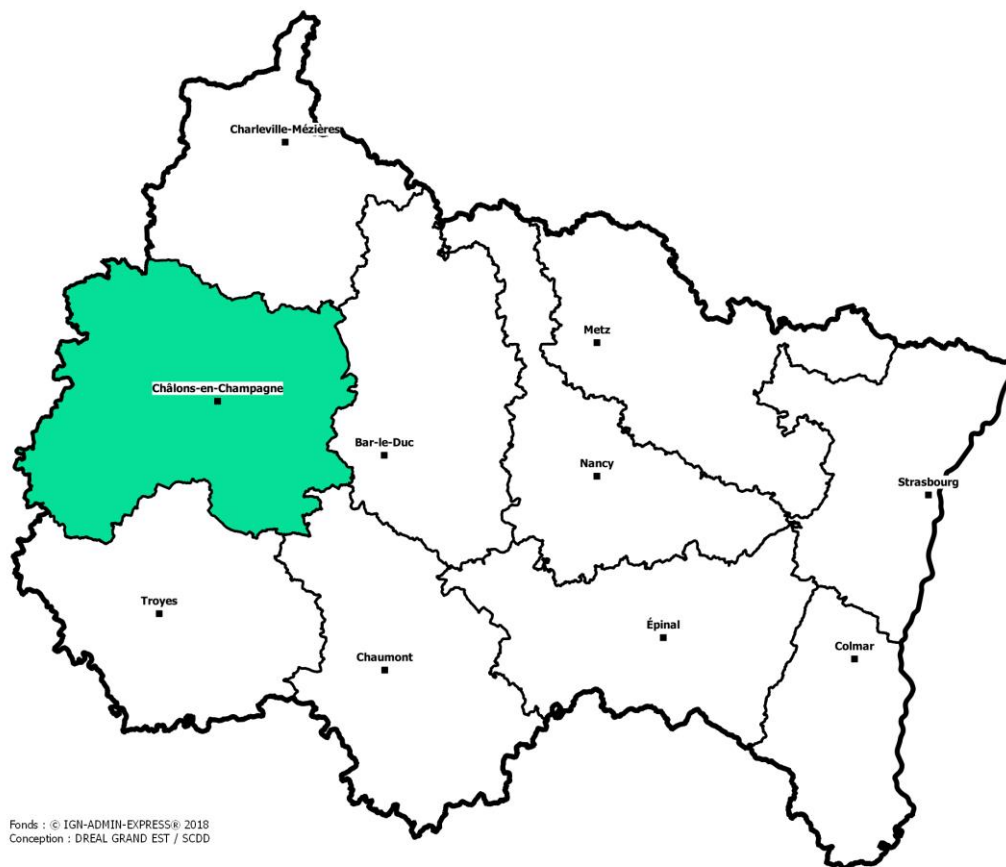 Charleville-Mézières
Metz
Châlons-en-Champagne
Bar-le-Duc
Nancy
Strasbourg
Troyes
Épinal
Chaumont
Colmar
Fonds : © IGN-ADMIN-EXPRESS® 2018
Conception : DREAL GRAND EST / SCDD